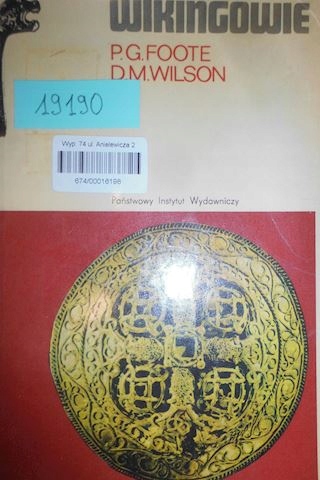 WIKINGOWIE
P.G.FOOTE
D.M.WILSON
19190
Wyp. 74 ul. Anielewicza 2
674/00016198
Państwowy Instytut Wydawniczy